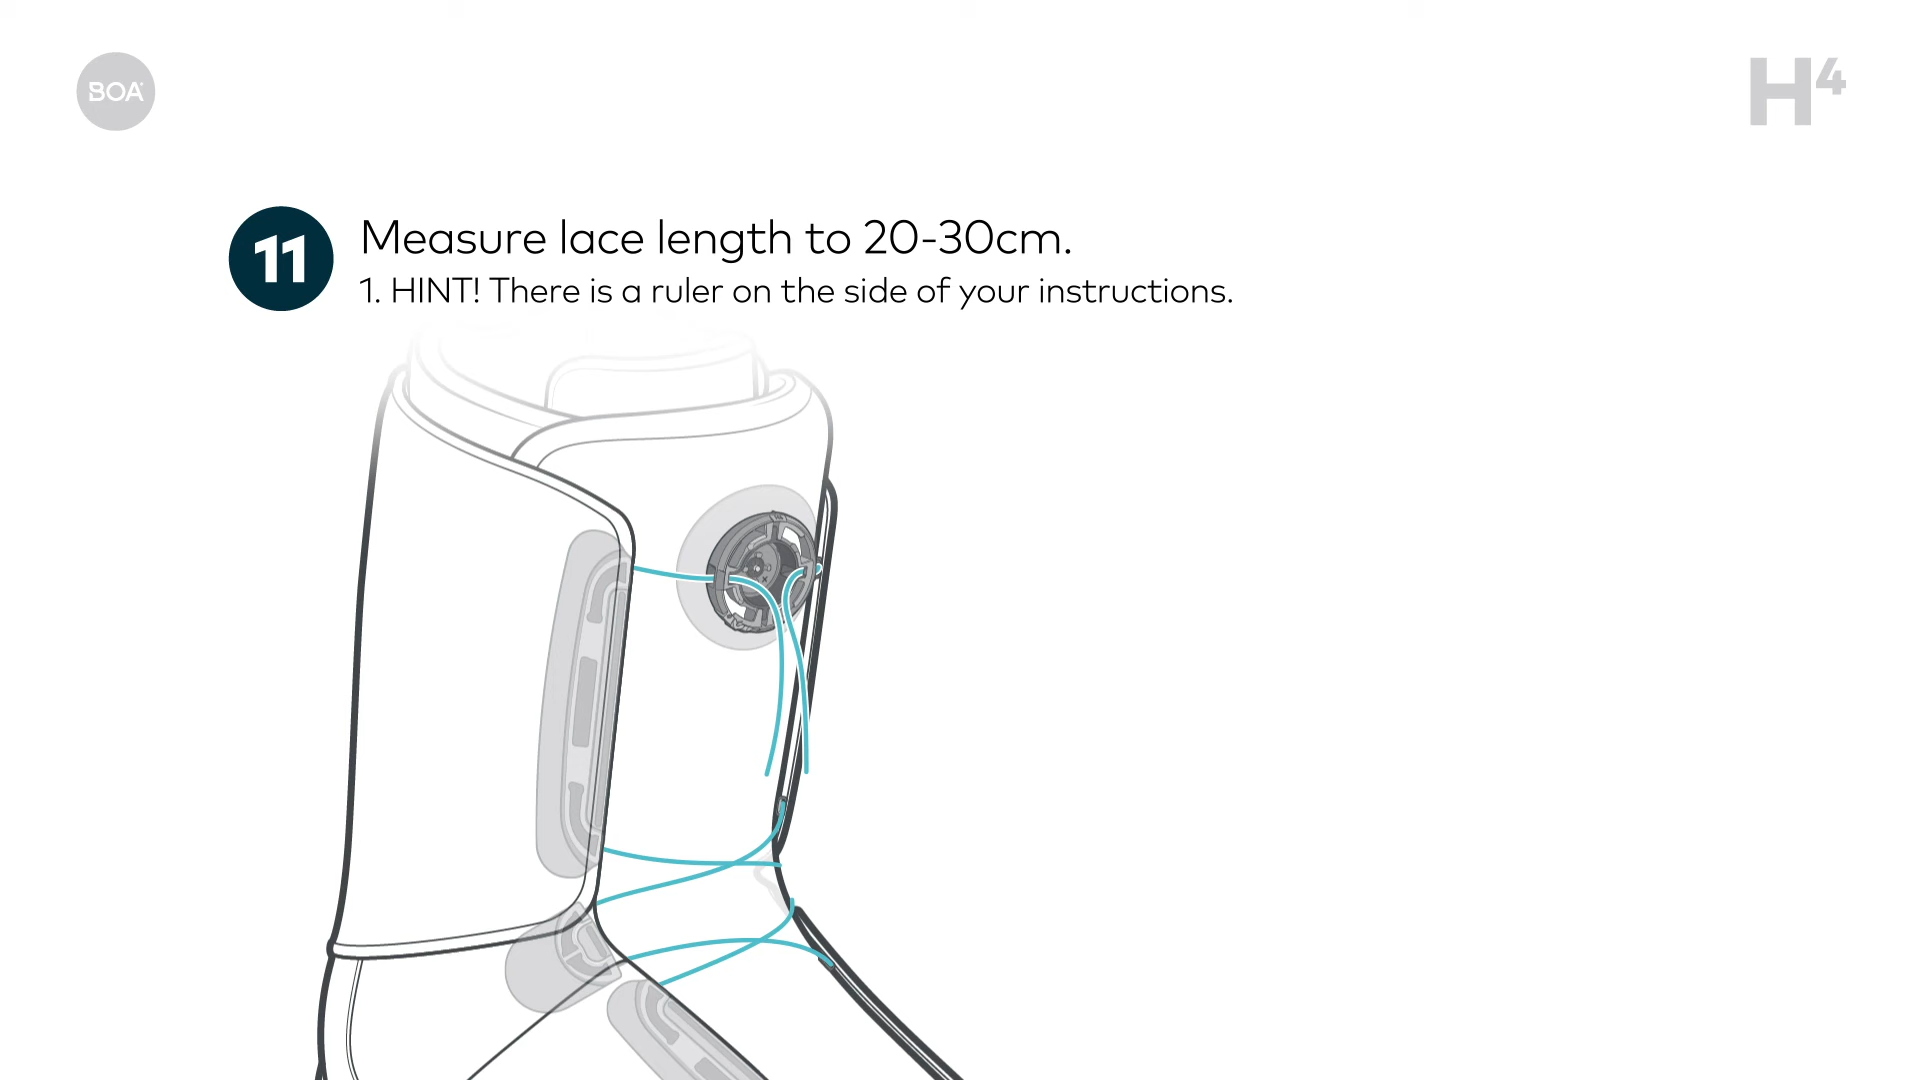 BOA
H4
11
Measure lace length to 20-30cm.
1. HINT! There is a ruler on the side of your instructions.